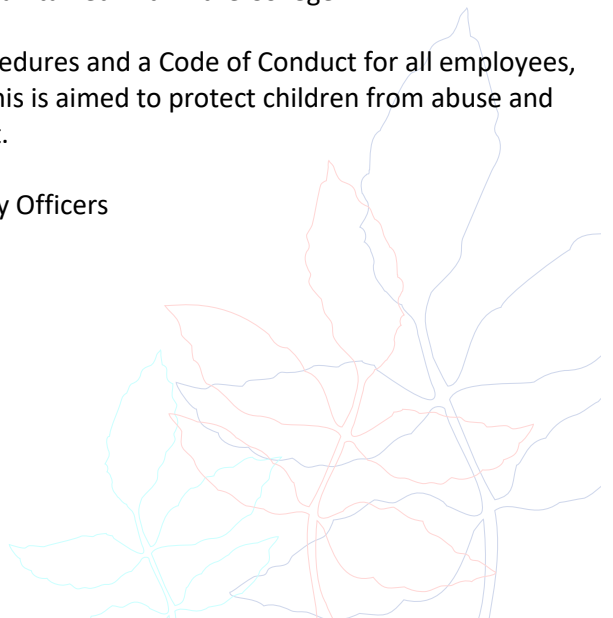 edures and a Code of Conduct for all employees,
his is aimed to protect children from abuse and
y Officers